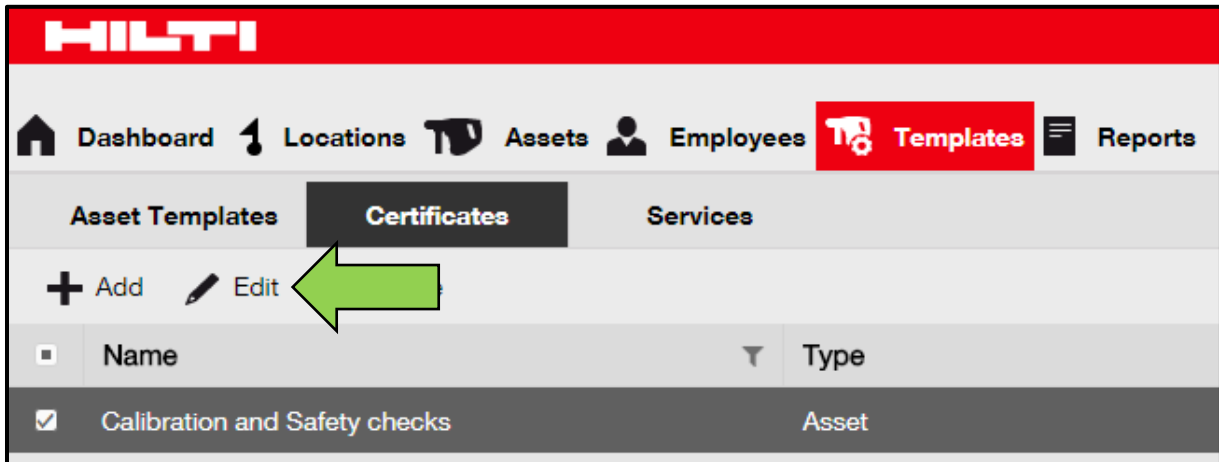 HILTI
Dashboard Locations Assets Employees Templates Reports
Asset Templates Certificates Services
Add Edit
Name Type
Calibration and Safety checks Asset